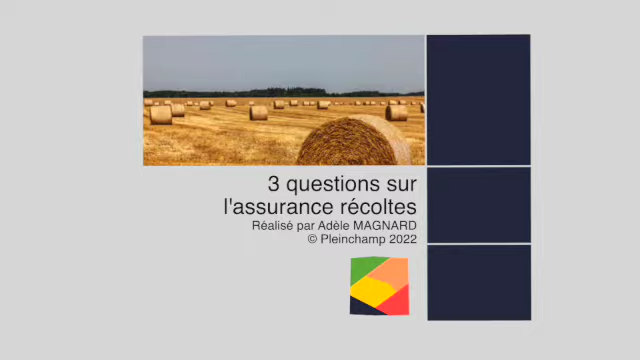 3 questions sur
l'assurance récoltes
Réalisé par Adèle MAGNARD
© Pleinchamp 2022